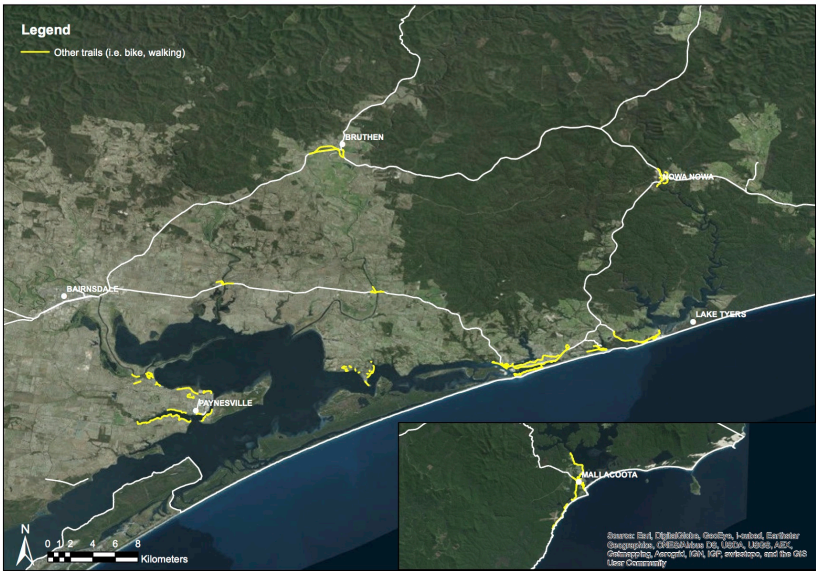 Legend
Other trails (i.e. bike, walking)
BRUTHEN
NOWA NOWA
BAIRNSDALE
LAKE TYERS
PAYNESVILLE
MALLACOOTA
N
0 1 2 4 6 8
Kilometers
Source: Esri, DigitalGlobe, GeoEye, i-cubed, Earthstar
Geographics, CNES/Airbus DS, USDA, USGS, AEX,
Getmapping, Aerogrid, IGN, IGP, swisstopo, and the GIS
User Community